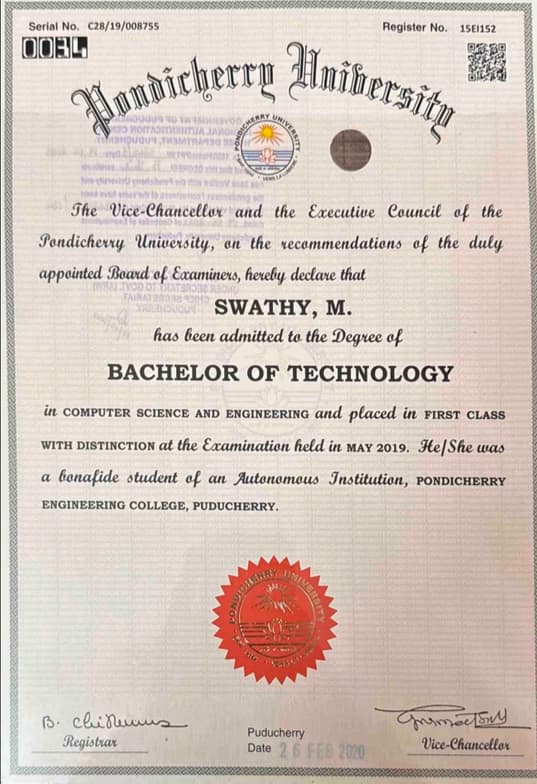 Serial No. C28/19/008755
Register No. 15EI152
Pondicherry University
PONDICHERRY UNIVERSITY
The Vice-Chancellor and the Executive Council of the
Pondicherry University, on the recommendations of the duly
appointed Board of Examiners, hereby declare that
SWATHY, M.
has been admitted to the Degree of
BACHELOR OF TECHNOLOGY
in COMPUTER SCIENCE AND ENGINEERING and placed in FIRST CLASS
WITH DISTINCTION at the Examination held in MAY 2019. He/She was
a bonafide student of an Autonomous Institution, PONDICHERRY
ENGINEERING COLLEGE, PUDUCHERRY.
PONDICHERRY UNIVERSITY
Registrar
Puducherry
Date 26 FEB 2020
Vice-Chancellor